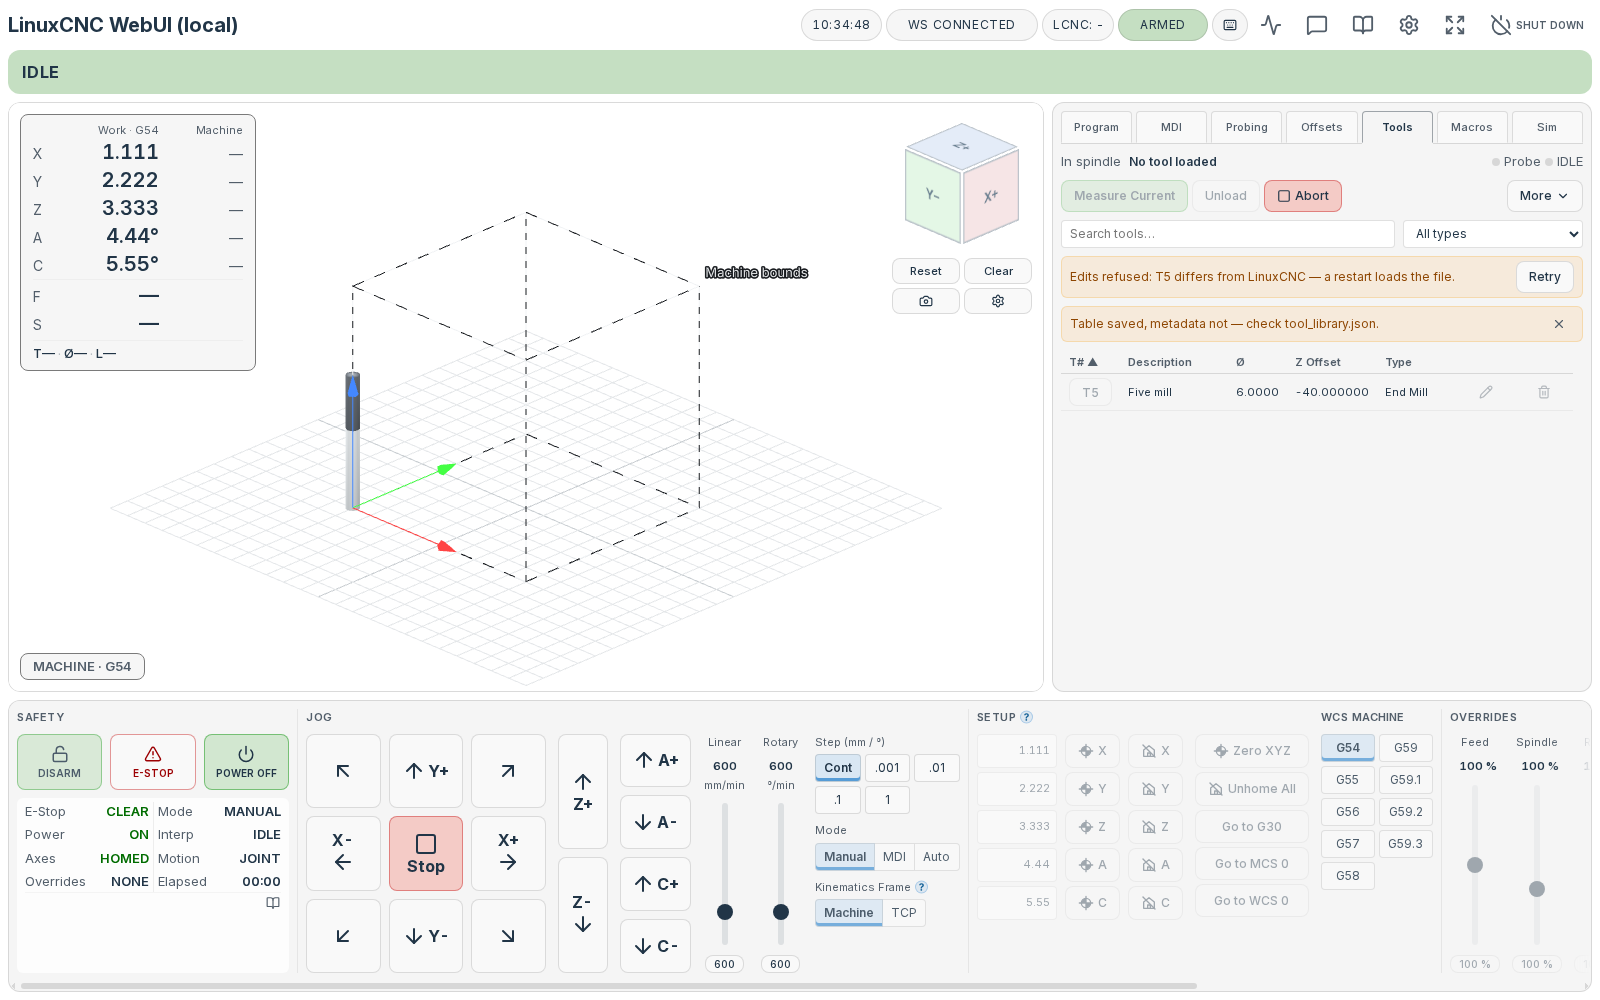 LinuxCNC WebUI (local)
10:34:48
WS CONNECTED
LCNC: -
ARMED
SHUT DOWN
IDLE
Work · G54 Machine
X 1.111 —
Y 2.222 —
Z 3.333 —
A 4.44° —
C 5.55° —
F —
S —
T— · Ø— · L—
Z+
Y-
X+
Reset
Clear
Machine bounds
MACHINE · G54
Program
MDI
Probing
Offsets
Tools
Macros
Sim
In spindle No tool loaded
Probe IDLE
Measure Current
Unload
Abort
More
Search tools...
All types
Edits refused: T5 differs from LinuxCNC — a restart loads the file.
Retry
Table saved, metadata not — check tool_library.json.
T# ▲ Description Ø Z Offset Type
T5 Five mill 6.0000 -40.000000 End Mill
SAFETY
DISARM
E-STOP
POWER OFF
E-Stop CLEAR Mode MANUAL
Power ON Interp IDLE
Axes HOMED Motion JOINT
Overrides NONE Elapsed 00:00
JOG
Y+
X-
Stop
X+
Y-
Z+
Z-
A+
A-
C+
C-
Linear
600
mm/min
600
Rotary
600
°/min
600
Step (mm / °)
Cont .001 .01
.1 1
Mode
Manual MDI Auto
Kinematics Frame ?
Machine TCP
SETUP ?
1.111 X X
2.222 Y Y
3.333 Z Z
4.44 A A
5.55 C C
Zero XYZ
Unhome All
Go to G30
Go to MCS 0
Go to WCS 0
WCS MACHINE
G54 G59
G55 G59.1
G56 G59.2
G57 G59.3
G58
OVERRIDES
Feed Spindle
100 % 100 %
100 % 100 %